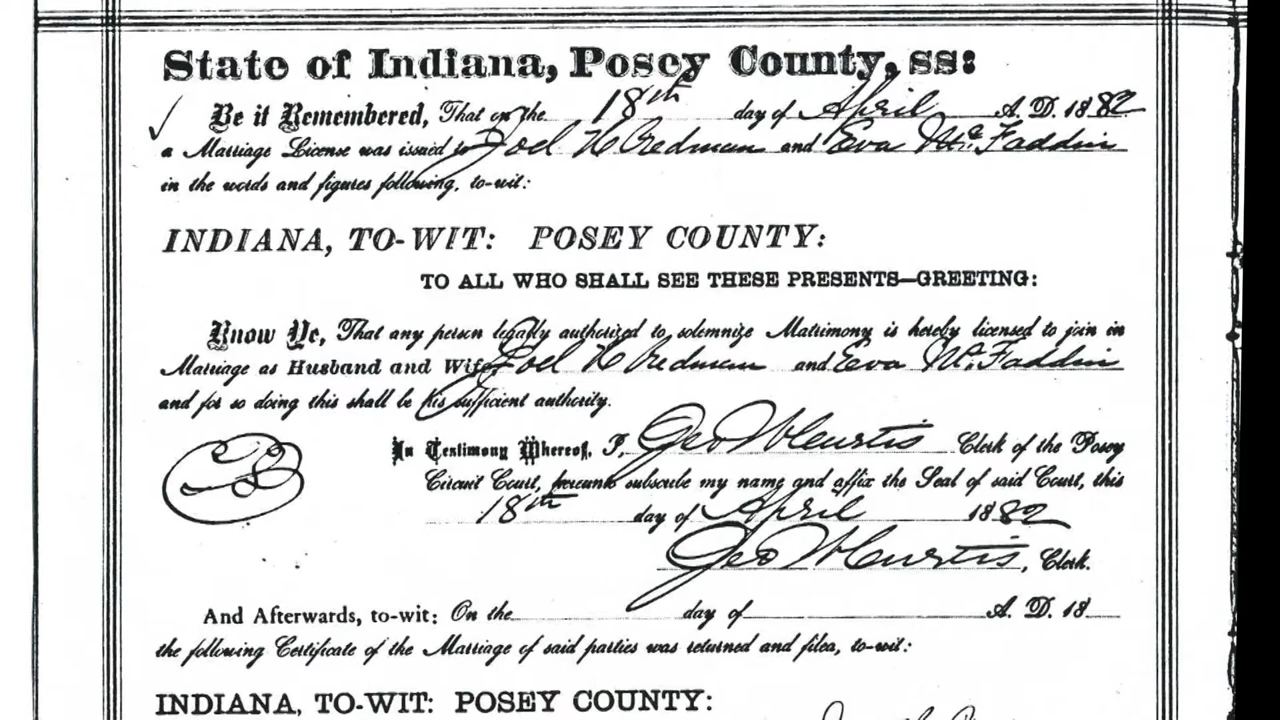 State of Indiana, Posey County, ss:
Be it Remembered, That on the 18th day of April A. D. 1882
a Marriage License was issued to Joel H Redman and Eva McFaddin
in the words and figures following, to-wit:
INDIANA, TO-WIT: POSEY COUNTY:
TO ALL WHO SHALL SEE THESE PRESENTS—GREETING:
Know Ye, That any person legally authorized to solemnize Matrimony is hereby licensed to join in
Marriage as Husband and Wife, Joel H Redman and Eva McFaddin
and for so doing this shall be his sufficient authority.
In Testimony Whereof, I, Geo W Curtis Clerk of the Posey
Circuit Court, hereunto subscribe my name and affix the Seal of said Court, this
18th day of April 1882
Geo W Curtis, Clerk.
And Afterwards, to-wit: On the day of A. D. 18
the following Certificate of the Marriage of said parties was returned and filed, to-wit:
INDIANA, TO-WIT: POSEY COUNTY: